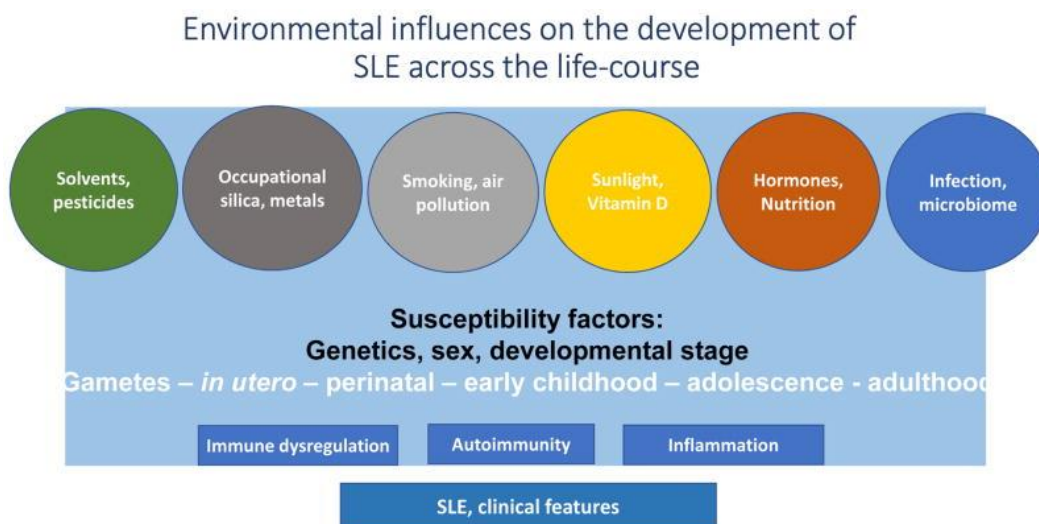 Environmental influences on the development of
SLE across the life-course
Solvents,
pesticides
Occupational
silica, metals
Smoking, air
pollution
Sunlight,
Vitamin D
Hormones,
Nutrition
Infection,
microbiome
Susceptibility factors:
Genetics, sex, developmental stage
Gametes – in utero – perinatal – early childhood – adolescence - adulthood
Immune dysregulation
Autoimmunity
Inflammation
SLE, clinical features